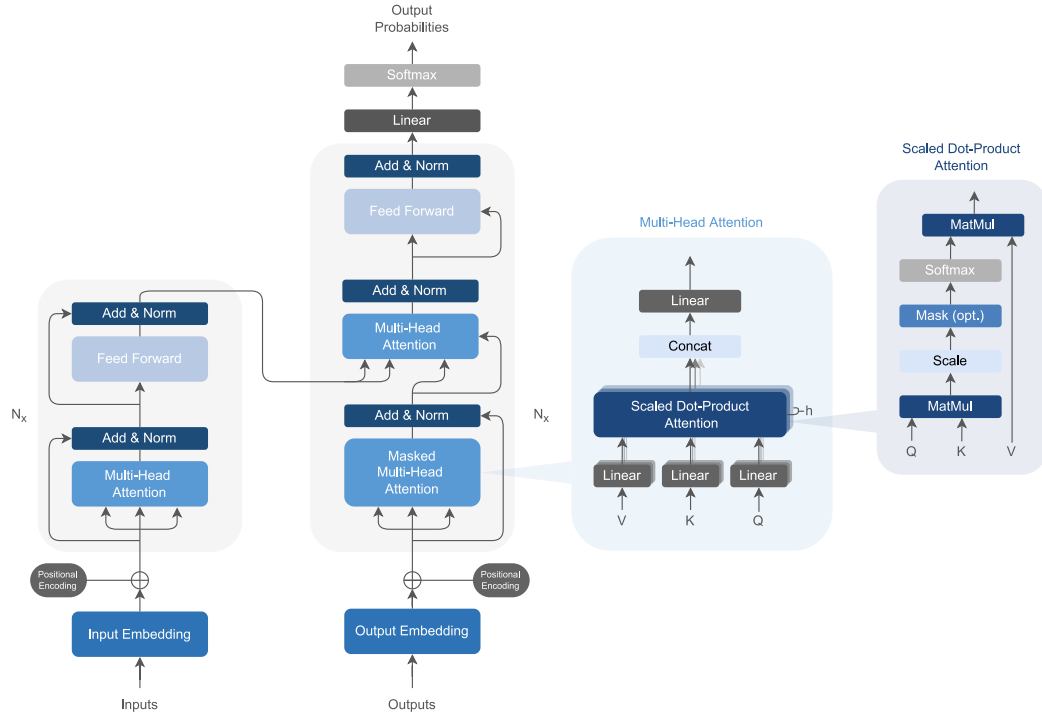 Output
Probabilities
Softmax
Linear
Add & Norm
Feed Forward
Add & Norm
Multi-Head
Attention
Add & Norm
Masked
Multi-Head
Attention
Nx
Positional
Encoding
Output Embedding
Outputs
Add & Norm
Feed Forward
Nx
Add & Norm
Multi-Head
Attention
Positional
Encoding
Input Embedding
Inputs
Multi-Head Attention
Linear
Concat
Scaled Dot-Product
Attention
h
Linear
Linear
Linear
V
K
Q
Scaled Dot-Product
Attention
MatMul
Softmax
Mask (opt.)
Scale
MatMul
Q
K
V